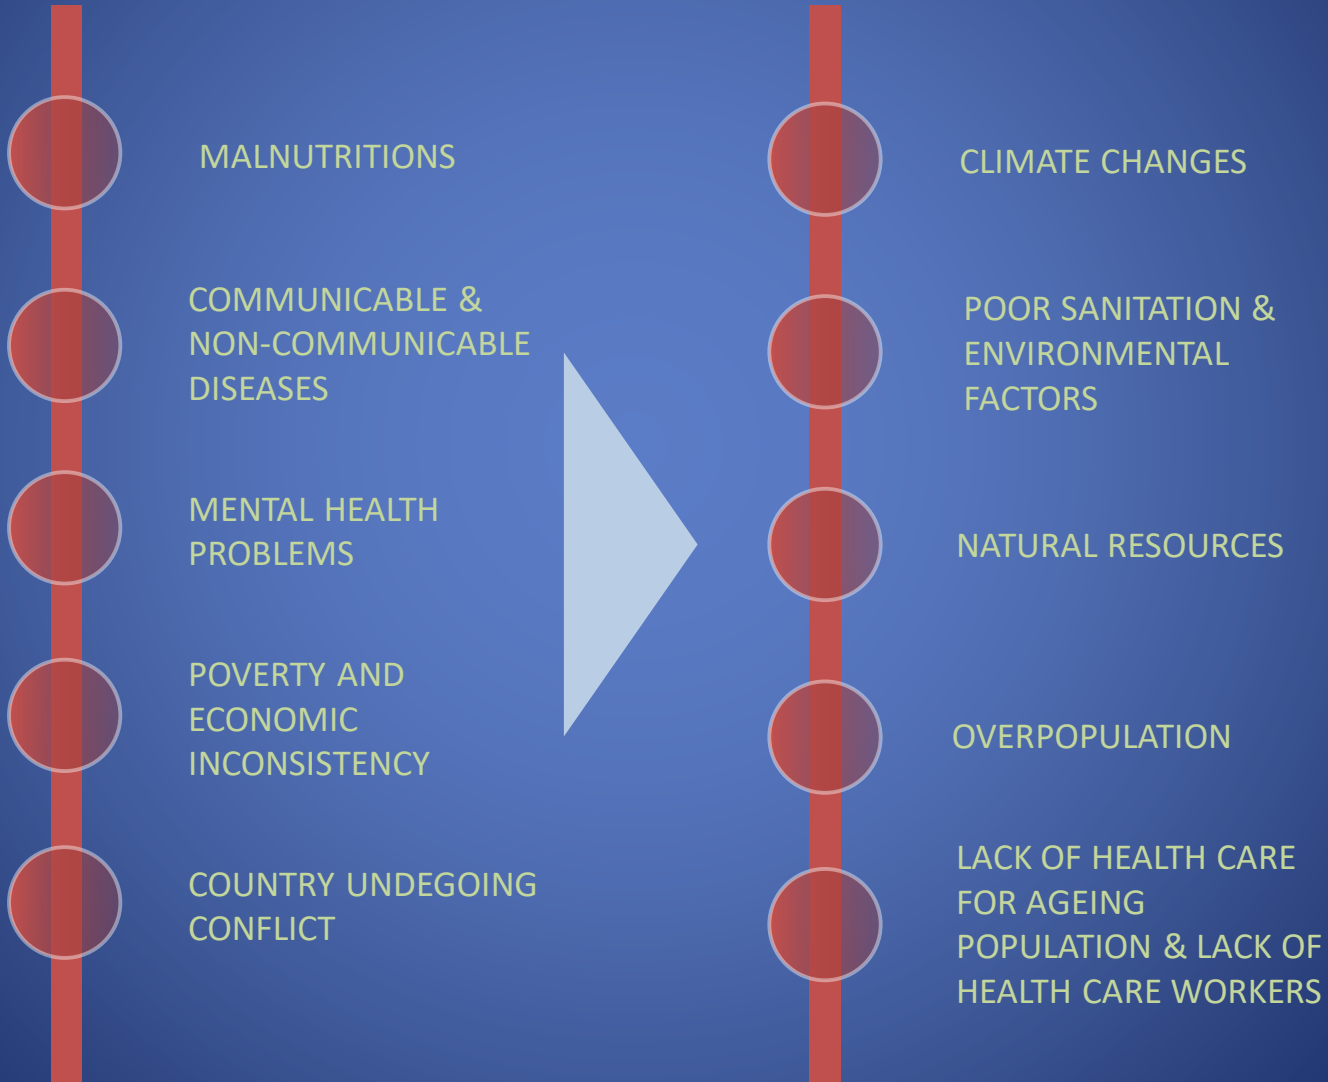 MALNUTRITIONS
COMMUNICABLE &
NON-COMMUNICABLE
DISEASES
MENTAL HEALTH
PROBLEMS
POVERTY AND
ECONOMIC
INCONSISTENCY
COUNTRY UNDEGOING
CONFLICT
CLIMATE CHANGES
POOR SANITATION &
ENVIRONMENTAL
FACTORS
NATURAL RESOURCES
OVERPOPULATION
LACK OF HEALTH CARE
FOR AGEING
POPULATION & LACK OF
HEALTH CARE WORKERS